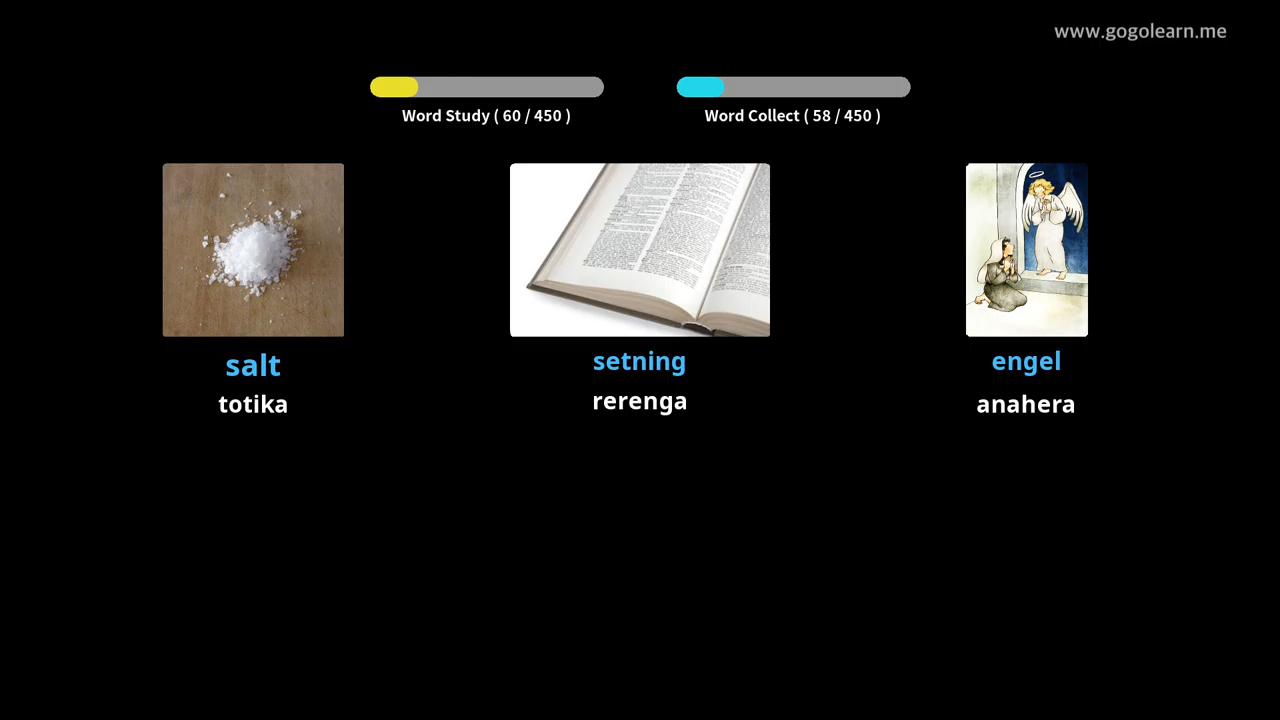 www.gogolearn.me
Word Study ( 60 / 450 )
Word Collect ( 58 / 450 )
salt
totika
setning
rerenga
engel
anahera